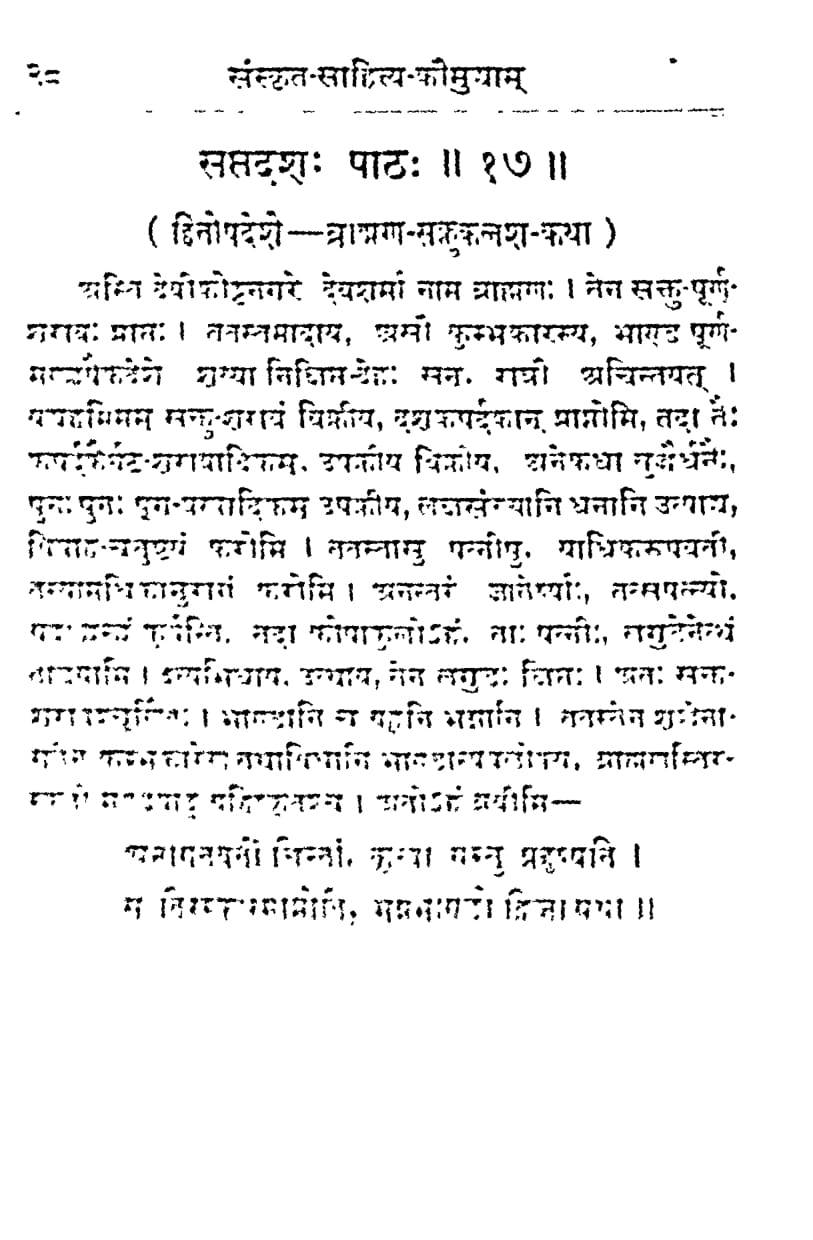 २८ संस्कृत-साहित्य-कौमुद्याम्
सप्तदशः पाठः ॥ १७ ॥
( हितोपदेशे—ब्राह्मण-सक्तुकलश-कथा )
अस्ति देवीकोट्टनगरे देवशर्मा नाम ब्राह्मणः । तेन सक्तु-पूर्ण-
शरावः प्राप्तः । ततस्तमादाय, असौ कुम्भकारस्य, भाण्ड पूर्ण-
मण्डपैकदेशे शय्या निक्षिप्त-देहः सन्. रात्रौ अचिन्तयत् ।
यद्यहमिमम् सक्तु-शरावं विक्रीय, दशकपर्दकान् प्राप्नोमि, तदा तैः
कपर्दकैर्घट-शरावादिकम्. उपक्रीय विक्रीय, अनेकधा वृद्धैर्धनैः,
पुनः पुनः पूग-वस्त्रादिकम् उपक्रीय, लक्षसंख्यानि धनानि उत्पाद्य,
विवाह-चतुष्टयं करोमि । ततस्तासु पत्नीषु. याधिकरूपवती,
तस्यामधिकानुरागं करोमि । अनन्तरं जातेर्ष्याः, तत्सपत्न्यो.
यदा द्वन्द्वं कुर्वन्ति. तदा कोपाकुलोऽहं. ताः पत्नीः, लगुडेनेत्थं
ताडयामि । इत्यभिधाय. उत्थाय, तेन लगुडः क्षिप्तः । अतः सक्तु-
शरावश्चूर्णितः । भाण्डानि च बहूनि भग्नानि । ततस्तेन शब्देना-
गतेन कुम्भकारेण तथाविधानि भाण्डान्यवलोक्य, ब्राह्मणस्तिर-
मण्डपाद् बहिष्कृतश्च । अतोऽहं ब्रवीमि—
अनागतवतीं चिन्तां. कृत्वा यस्तु प्रहृष्यति ।
स तिरस्कारमाप्नोति, भग्नभाण्डो द्विजो यथा ॥